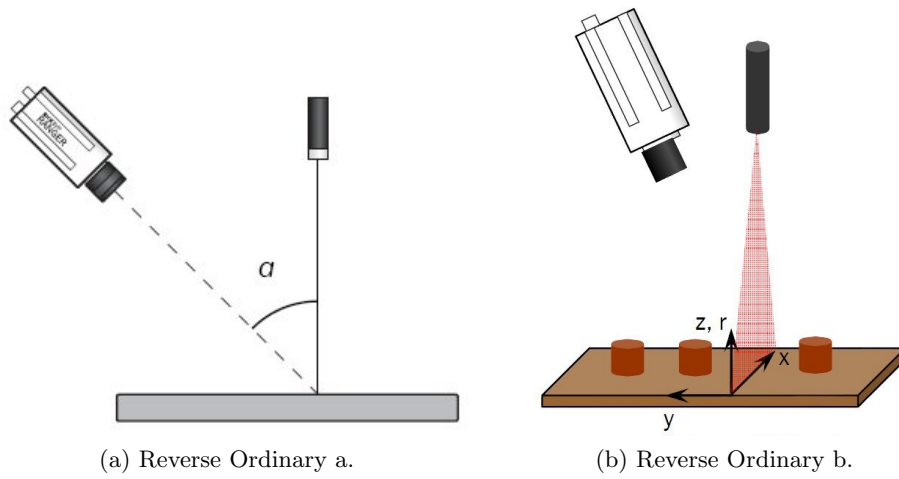 RANGER
a
(a) Reverse Ordinary a.
z, r
x
y
(b) Reverse Ordinary b.